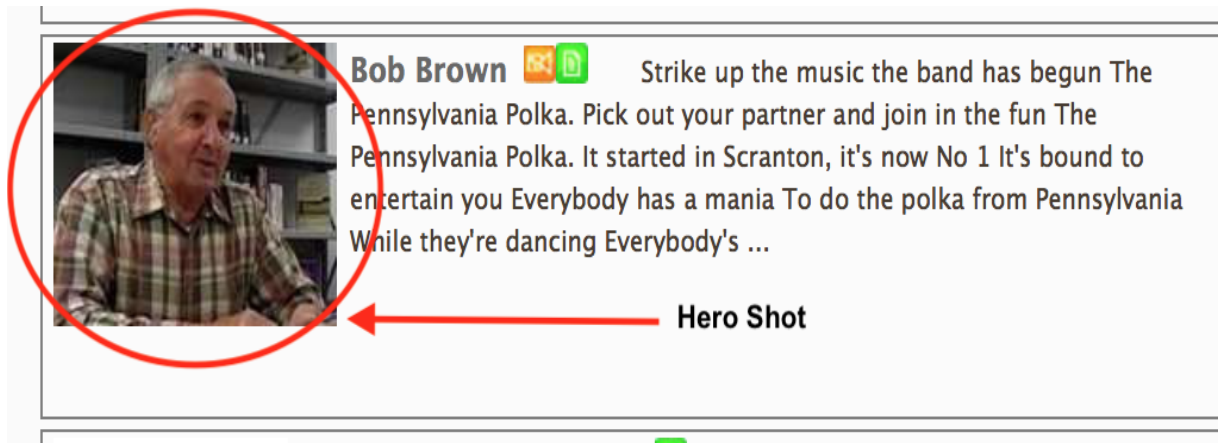 Bob Brown Strike up the music the band has begun The
Pennsylvania Polka. Pick out your partner and join in the fun The
Pennsylvania Polka. It started in Scranton, it's now No 1 It's bound to
entertain you Everybody has a mania To do the polka from Pennsylvania
While they're dancing Everybody's ...
Hero Shot